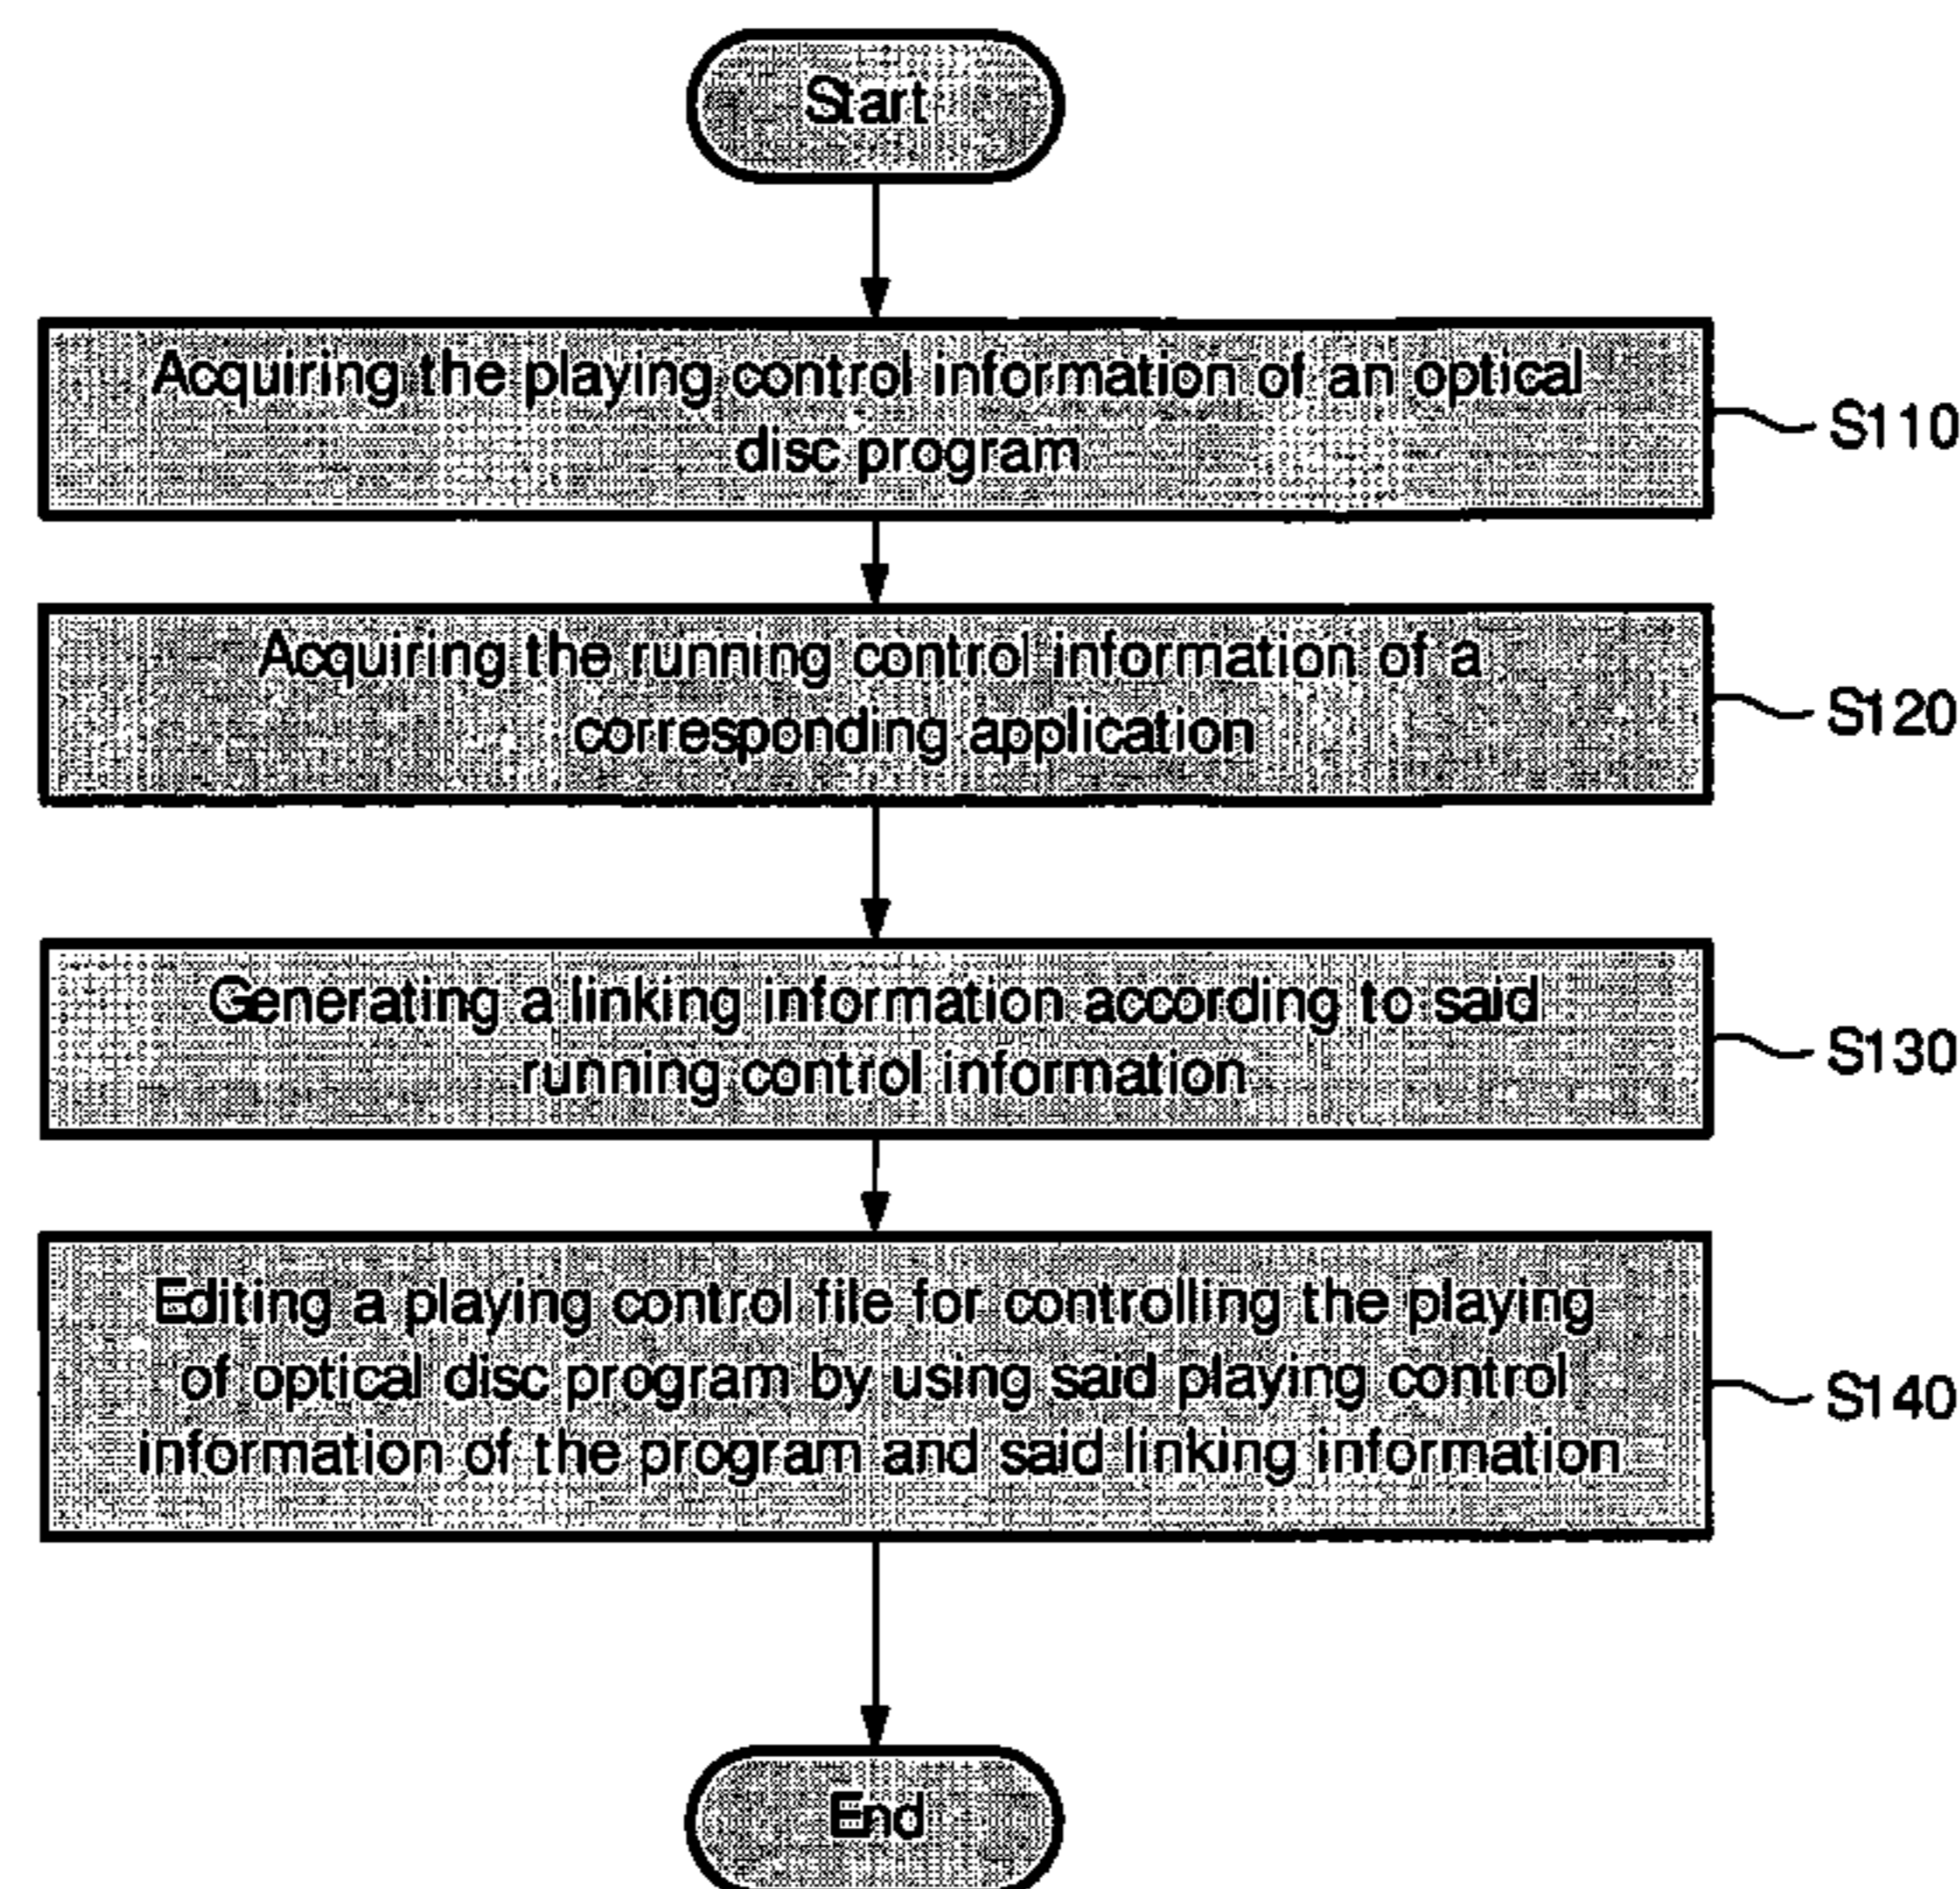 Start
Acquiring the playing control information of an optical
disc program
S110
Acquiring the running control information of a
corresponding application
S120
Generating a linking information according to said
running control information
S130
Editing a playing control file for controlling the playing
of optical disc program by using said playing control
information of the program and said linking information
S140
End